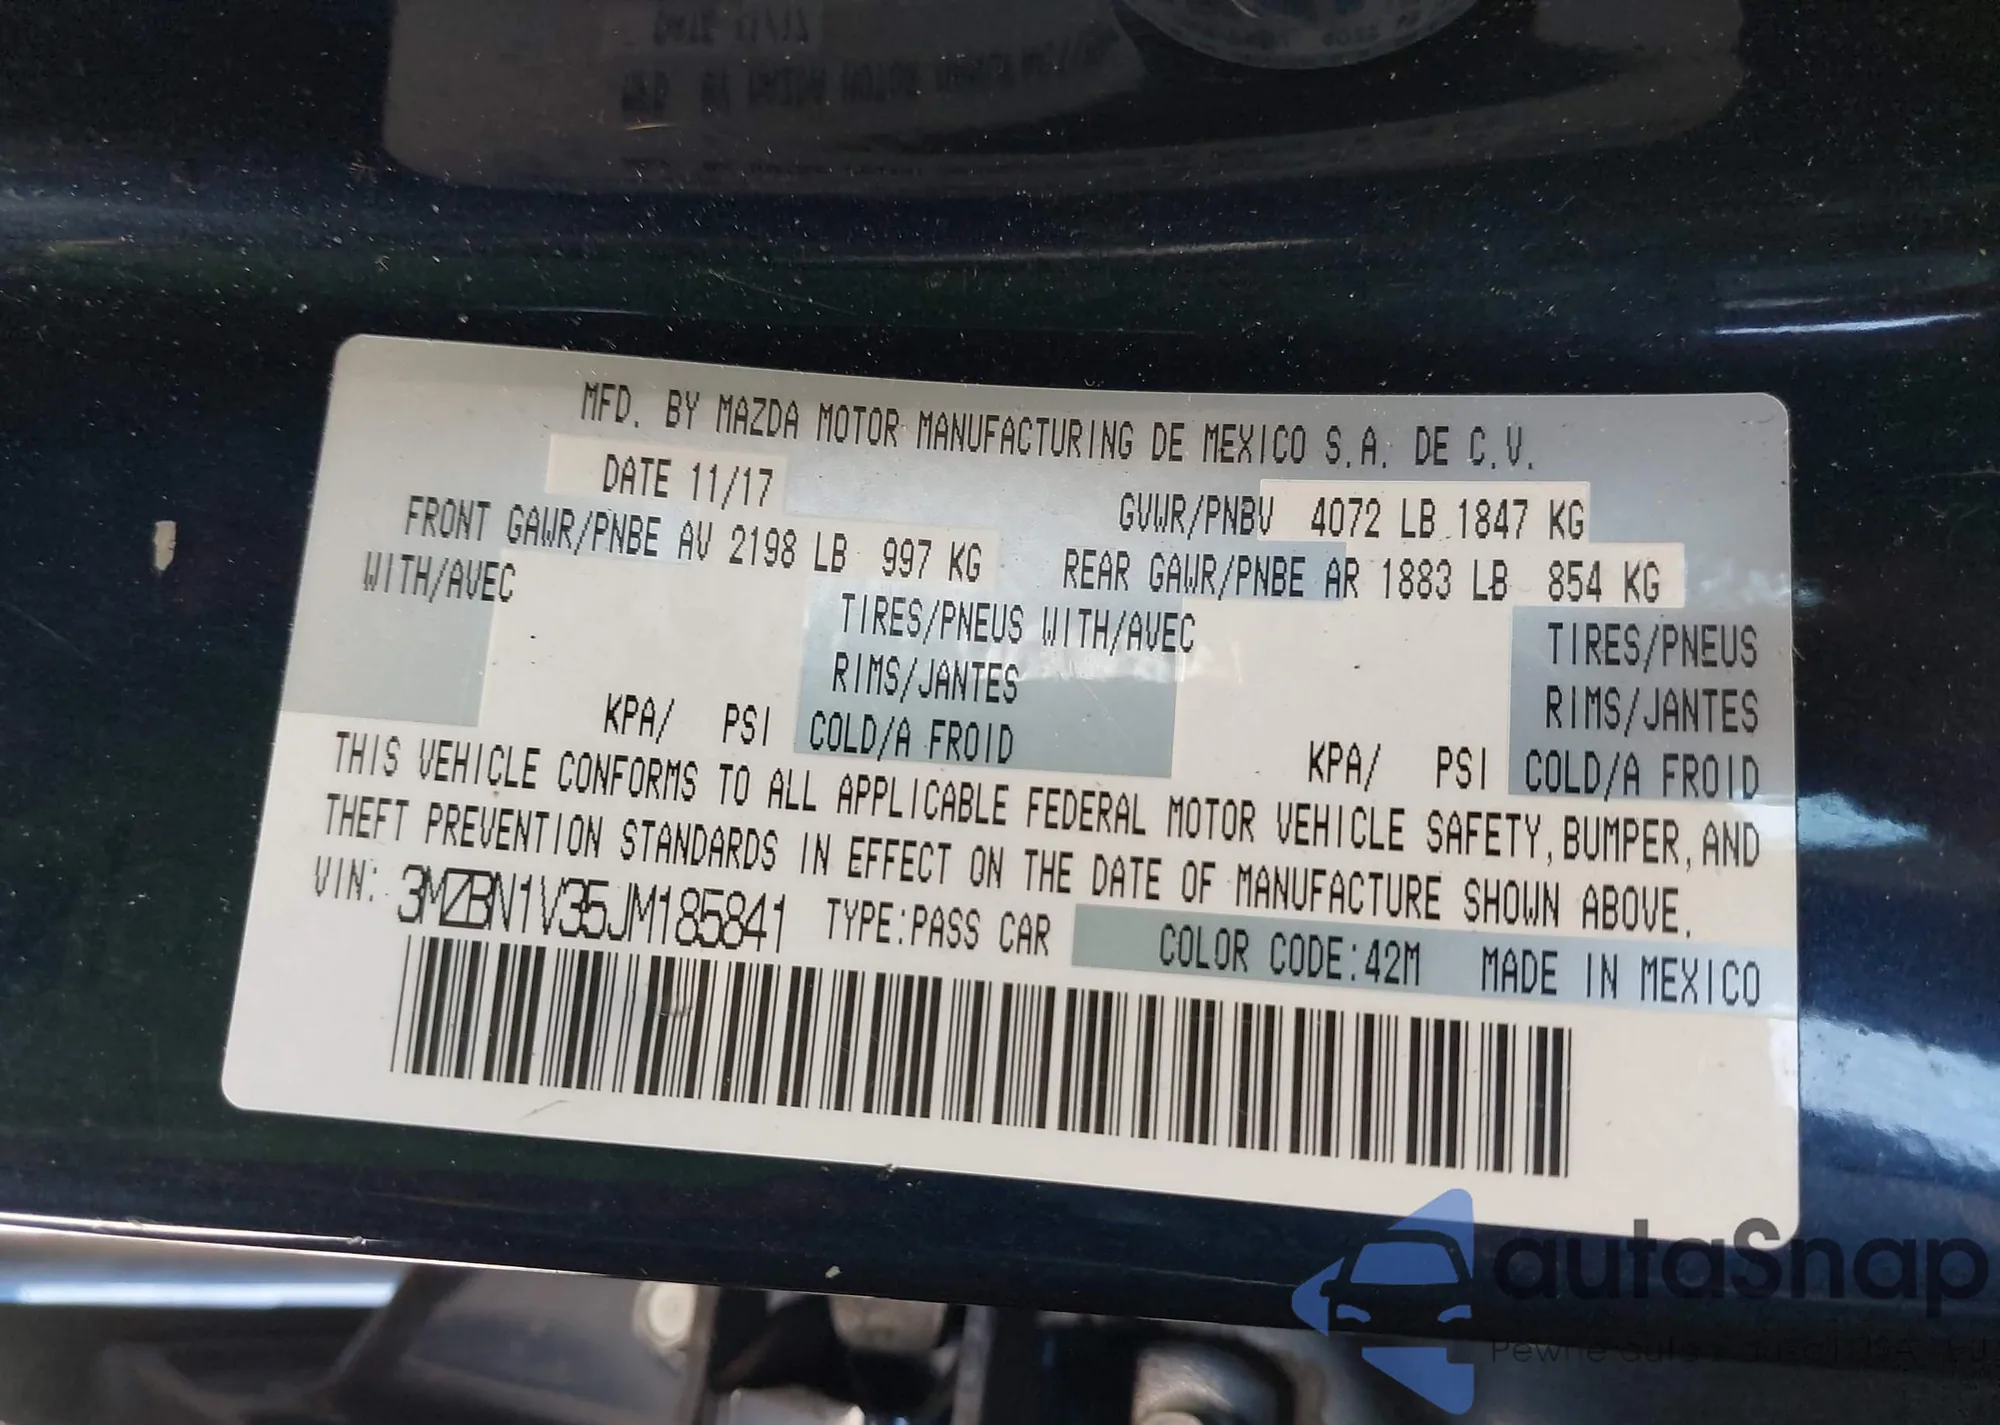 MFD. BY MAZDA MOTOR MANUFACTURING DE MEXICO S.A. DE C.V.
DATE 11/17 GVWR/PNBV 4072 LB 1847 KG
FRONT GAWR/PNBE AV 2198 LB 997 KG REAR GAWR/PNBE AR 1883 LB 854 KG
WITH/AVEC TIRES/PNEUS WITH/AVEC TIRES/PNEUS
RIMS/JANTES RIMS/JANTES
KPA/ PSI COLD/A FROID KPA/ PSI COLD/A FROID
THIS VEHICLE CONFORMS TO ALL APPLICABLE FEDERAL MOTOR VEHICLE SAFETY, BUMPER, AND
THEFT PREVENTION STANDARDS IN EFFECT ON THE DATE OF MANUFACTURE SHOWN ABOVE.
VIN: 3MZBN1V35JM185841 TYPE:PASS CAR COLOR CODE:42M MADE IN MEXICO
autaSnap
Pewne auta z